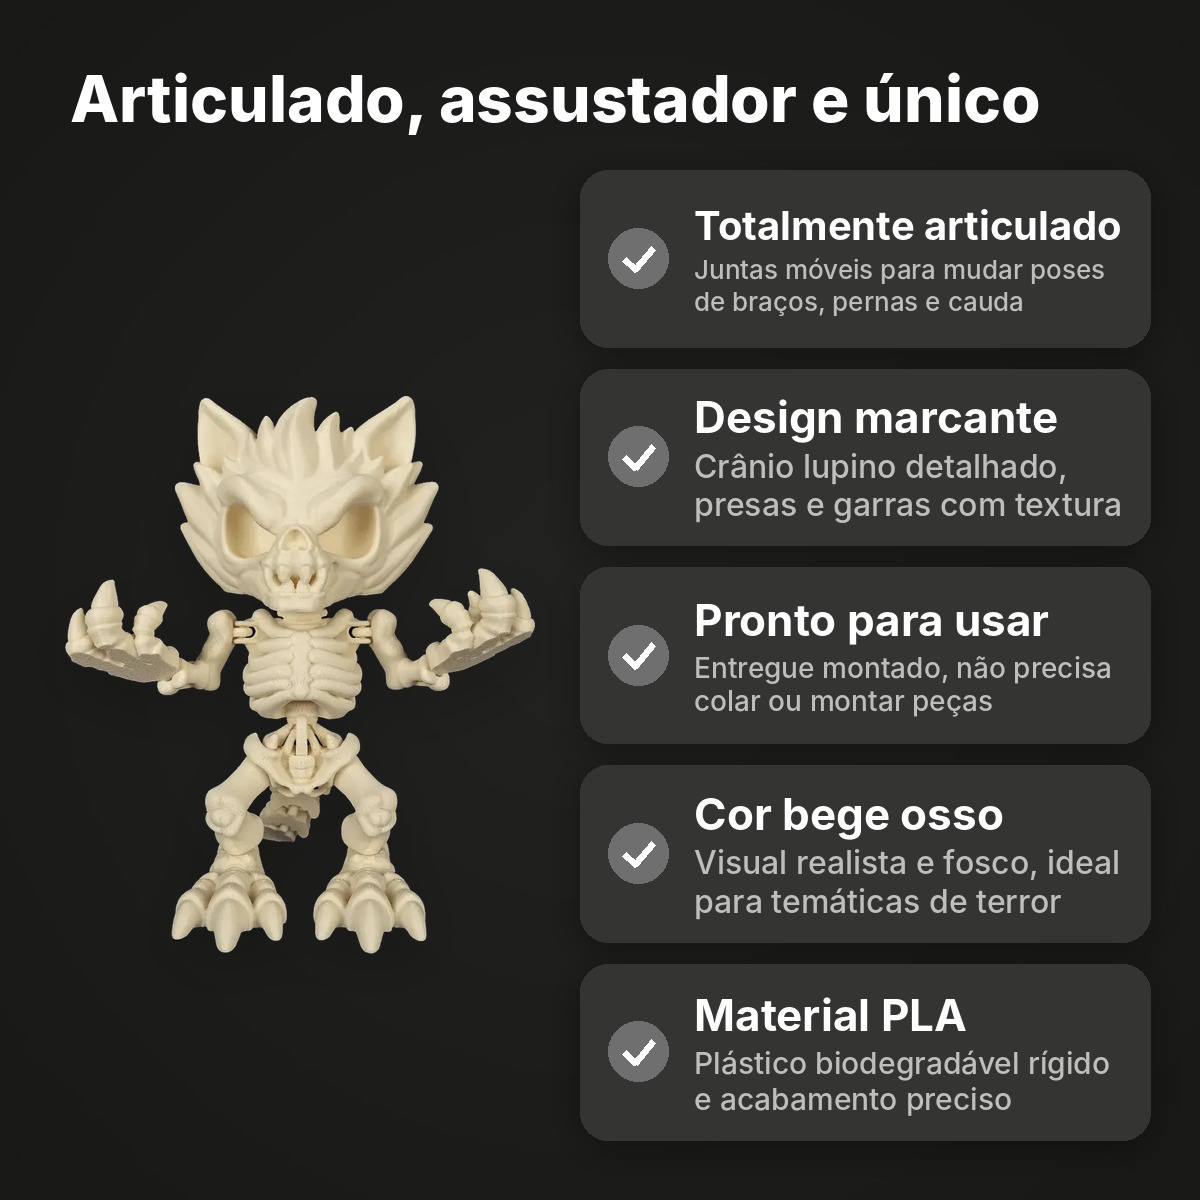 Articulado, assustador e único
Totalmente articulado
Juntas móveis para mudar poses
de braços, pernas e cauda
Design marcante
Crânio lupino detalhado,
presas e garras com textura
Pronto para usar
Entregue montado, não precisa
colar ou montar peças
Cor bege osso
Visual realista e fosco, ideal
para temáticas de terror
Material PLA
Plástico biodegradável rígido
e acabamento preciso